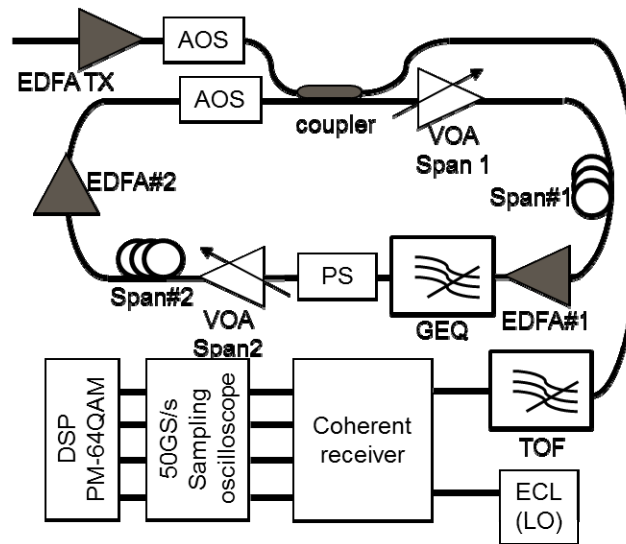 EDFA TX
AOS
AOS
coupler
VOA
Span 1
EDFA#2
Span#1
Span#2
VOA
Span2
PS
GEQ
EDFA#1
TOF
DSP
PM-64QAM
50GS/s
Sampling
oscilloscope
Coherent
receiver
ECL
(LO)